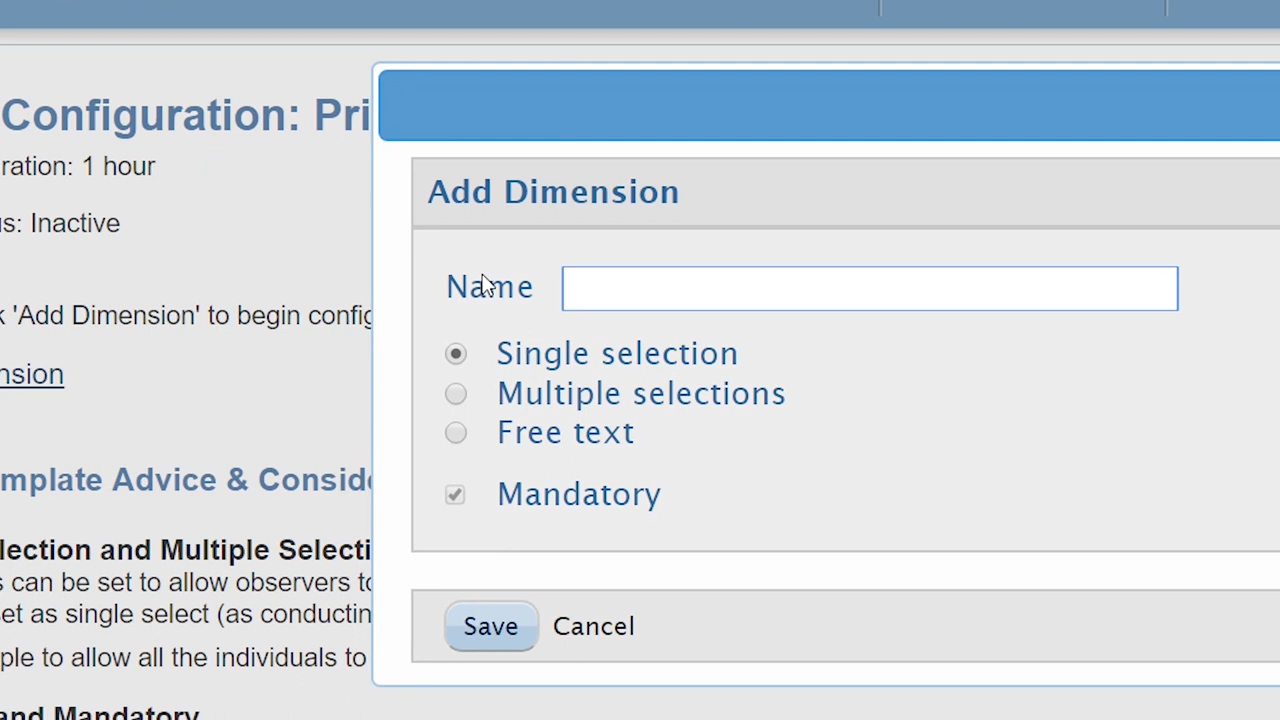 Configuration: Pri
ration: 1 hour
s: Inactive
'Add Dimension' to begin config
nsion
mplate Advice & Conside
lection and Multiple Selecti
s can be set to allow observers to
et as single select (as conductin
ple to allow all the individuals to
and Mandatory
Add Dimension
Name
Single selection
Multiple selections
Free text
Mandatory
Save Cancel